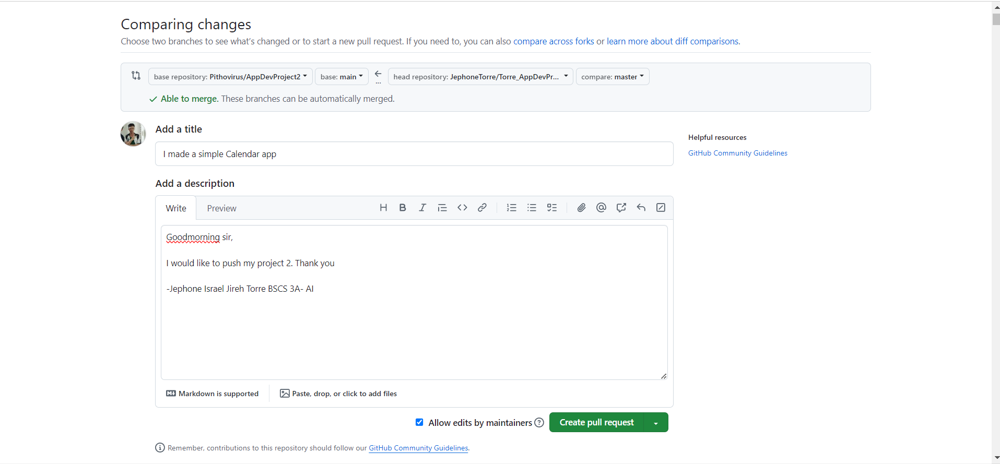 Comparing changes
Choose two branches to see what's changed or to start a new pull request. If you need to, you can also compare across forks or learn more about diff comparisons.
base repository: Pithovirus/AppDevProject2 base: main ... head repository: JephoneTorre/Torre_AppDevPr... compare: master
Able to merge. These branches can be automatically merged.
Add a title
I made a simple Calendar app
Helpful resources
GitHub Community Guidelines
Add a description
Write Preview
Goodmorning sir,
I would like to push my project 2. Thank you
-Jephone Israel Jireh Torre BSCS 3A- AI
Markdown is supported Paste, drop, or click to add files
Allow edits by maintainers Create pull request
Remember, contributions to this repository should follow our GitHub Community Guidelines.